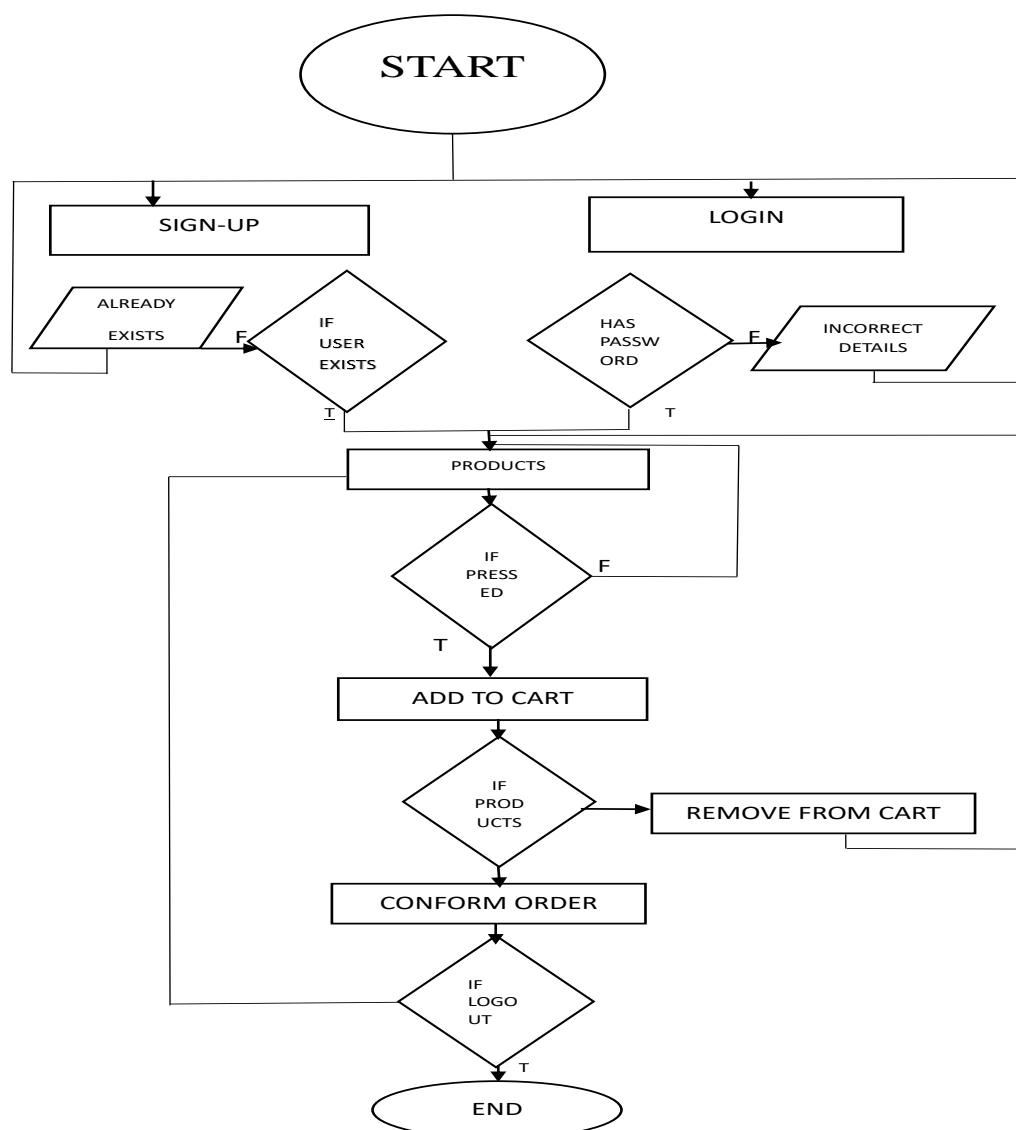 START
SIGN-UP
LOGIN
ALREADY
EXISTS
F
IF
USER
EXISTS
HAS
PASSW
ORD
F
INCORRECT
DETAILS
T
T
PRODUCTS
IF
PRESS
ED
F
T
ADD TO CART
IF
PROD
UCTS
REMOVE FROM CART
CONFORM ORDER
IF
LOGO
UT
T
END